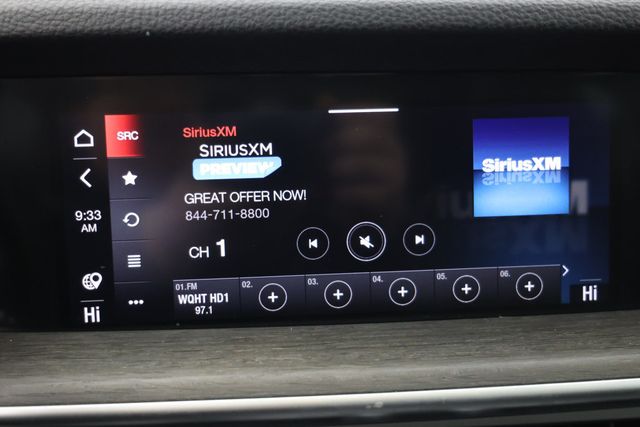 SRC
SiriusXM
SIRIUSXM
PREVIEW
GREAT OFFER NOW!
844-711-8800
SiriusXM
9:33
AM
CH 1
01.FM
WQHT HD1
97.1
02.
03.
04.
05.
06.
Hi
Hi